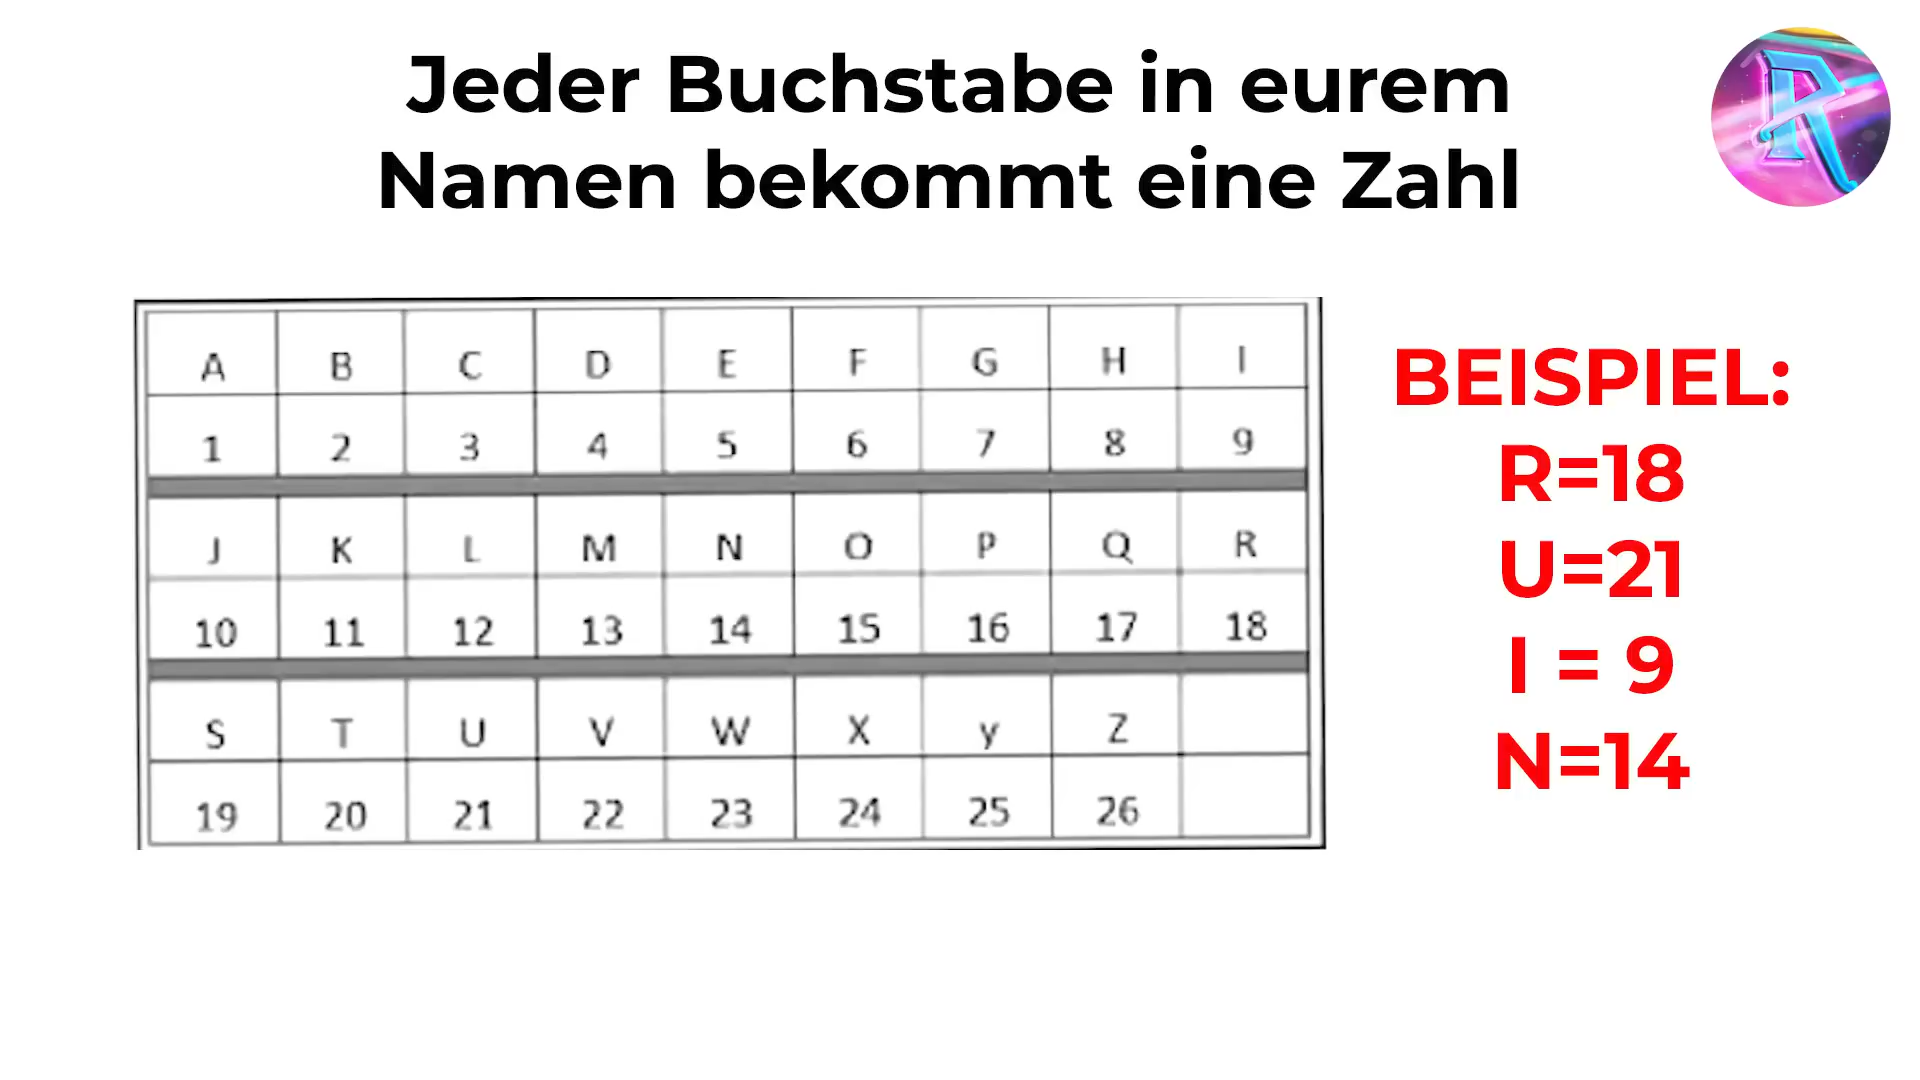 Jeder Buchstabe in eurem
Namen bekommt eine Zahl
R
A B C D E F G H I
1 2 3 4 5 6 7 8 9
J K L M N O P Q R
10 11 12 13 14 15 16 17 18
S T U V W X y Z
19 20 21 22 23 24 25 26
BEISPIEL:
R=18
U=21
I = 9
N=14